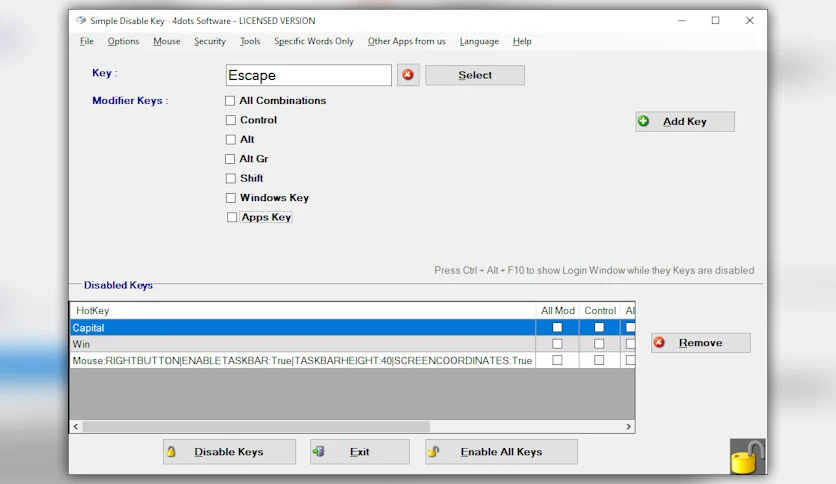 Simple Disable Key - 4dots Software - LICENSED VERSION
File Options Mouse Security Tools Specific Words Only Other Apps from us Language Help
Key : Escape Select
Modifier Keys : All Combinations
Control
Add Key
Alt
Alt Gr
Shift
Windows Key
Apps Key
Press Ctrl + Alt + F10 to show Login Window while they Keys are disabled
Disabled Keys
HotKey All Mod Control Al
Capital
Win
Remove
Mouse:RIGHTBUTTON|ENABLETASKBAR:True|TASKBARHEIGHT:40|SCREENCOORDINATES:True
Disable Keys Exit Enable All Keys